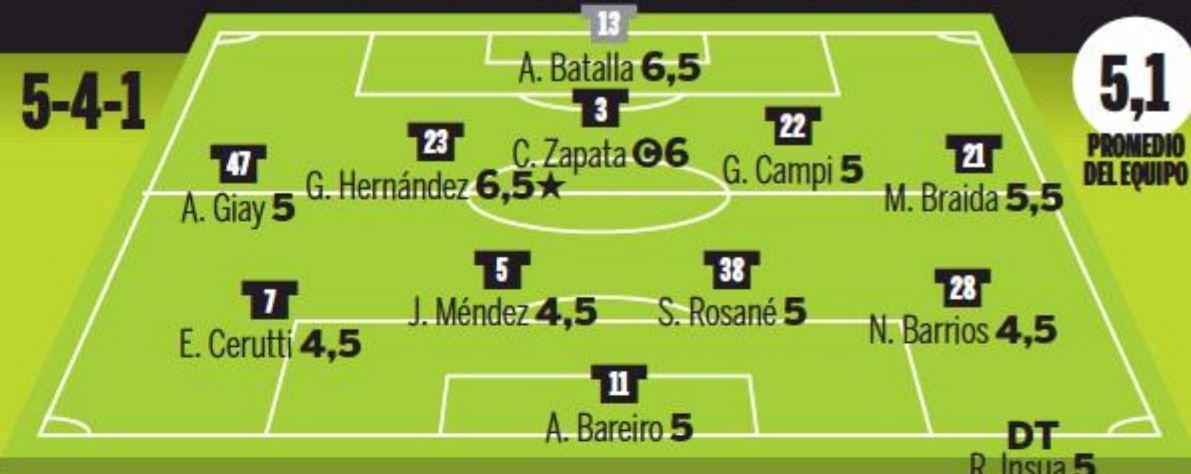 13
A. Batalla 6,5
5-4-1
5,1
PROMEDIO
DEL EQUIPO
3
C. Zapata C 6
23
G. Hernández 6,5★
22
G. Campi 5
47
A. Giay 5
21
M. Braida 5,5
5
J. Méndez 4,5
38
S. Rosané 5
7
E. Cerutti 4,5
28
N. Barrios 4,5
11
A. Bareiro 5
DT
R. Insua 5